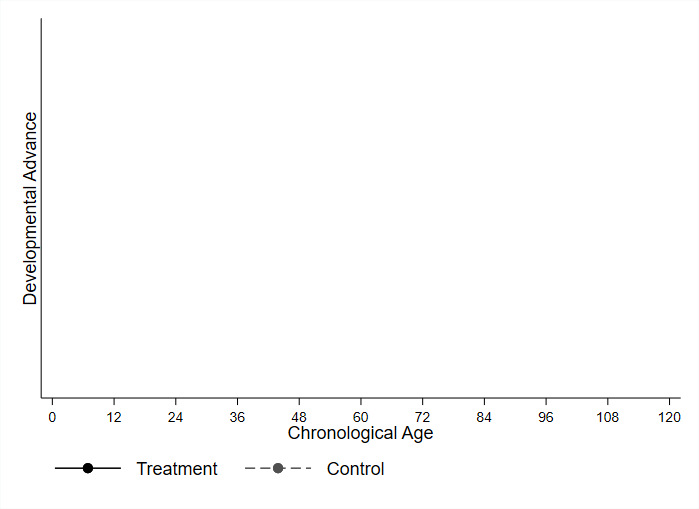 Developmental Advance
0 12 24 36 48 60 72 84 96 108 120
Chronological Age
Treatment Control